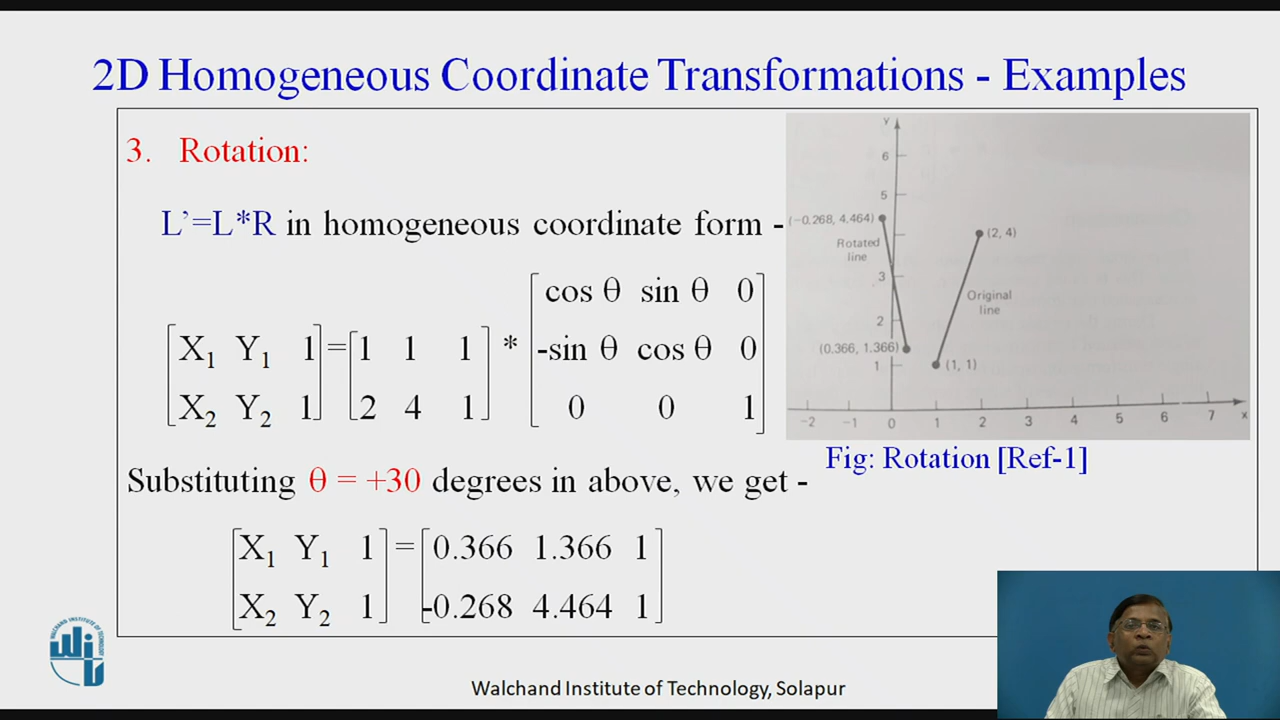 2D Homogeneous Coordinate Transformations - Examples
3. Rotation:
L’=L*R in homogeneous coordinate form -
cos θ sin θ 0
X1 Y1 1 = 1 1 1 * -sin θ cos θ 0
X2 Y2 1 2 4 1 0 0 1
Substituting θ = +30 degrees in above, we get -
X1 Y1 1 = 0.366 1.366 1
X2 Y2 1 -0.268 4.464 1
y
6
5
(-0.268, 4.464)
(2, 4)
Rotated
line
3
Original
line
2
(0.366, 1.366)
1
(1, 1)
-2 -1 0 1 2 3 4 5 6 7 x
Fig: Rotation [Ref-1]
WALCHAND INSTITUTE OF TECHNOLOGY
WIT
Walchand Institute of Technology, Solapur